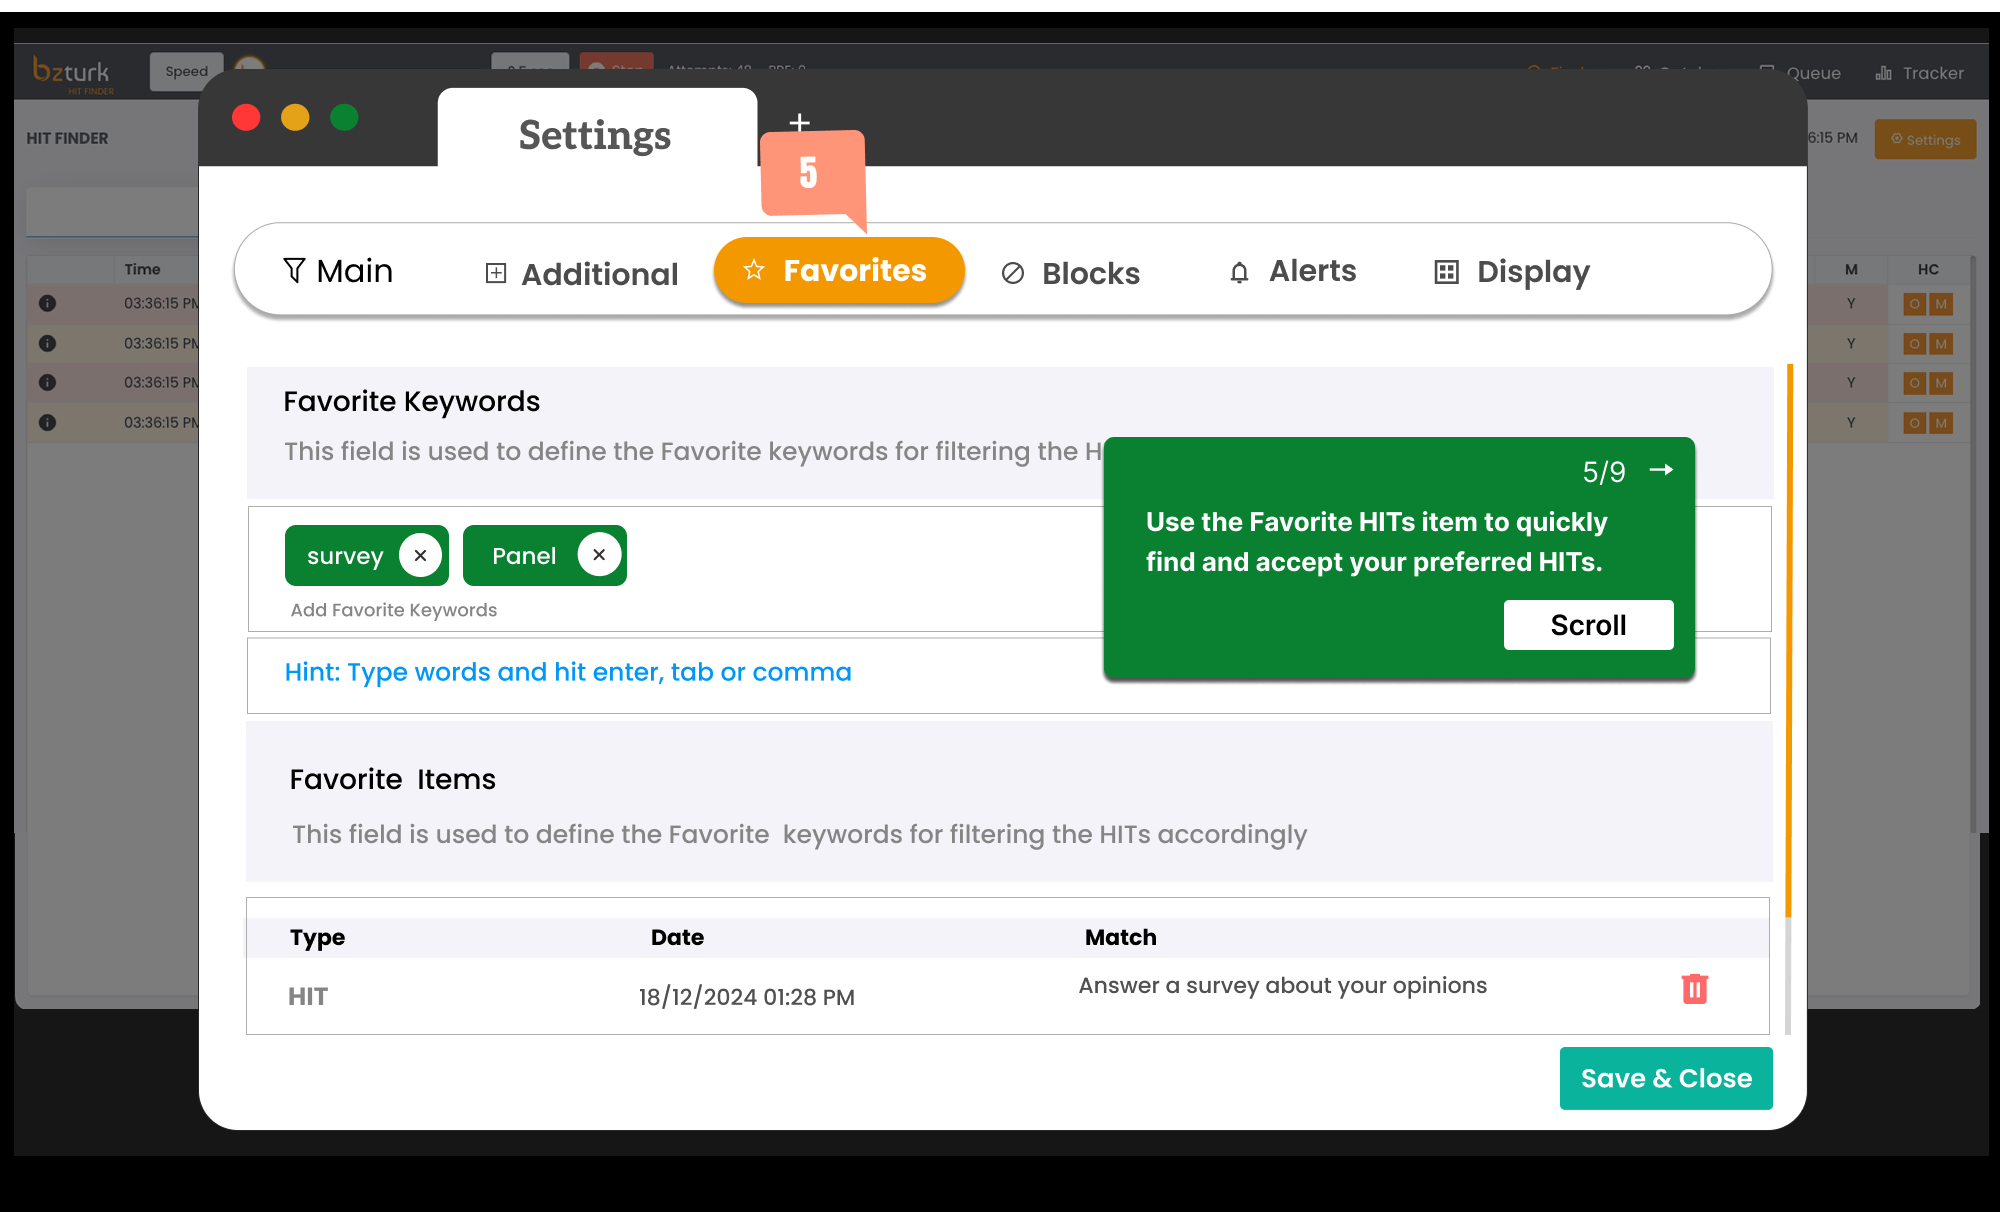 bzturk
HIT FINDER
Speed
Stop
Queue
Tracker
HIT FINDER
6:15 PM
Settings
Settings
+
5
Main
Additional
Favorites
Blocks
Alerts
Display
Time
M
HC
03:36:15 PM
Y
O
M
03:36:15 PM
Y
O
M
03:36:15 PM
Y
O
M
03:36:15 PM
Y
O
M
Favorite Keywords
This field is used to define the Favorite keywords for filtering the H
5/9 →
Use the Favorite HITs item to quickly
find and accept your preferred HITs.
Scroll
survey ×
Panel ×
Add Favorite Keywords
Hint: Type words and hit enter, tab or comma
Favorite Items
This field is used to define the Favorite keywords for filtering the HITs accordingly
Type
Date
Match
HIT
18/12/2024 01:28 PM
Answer a survey about your opinions
Save & Close